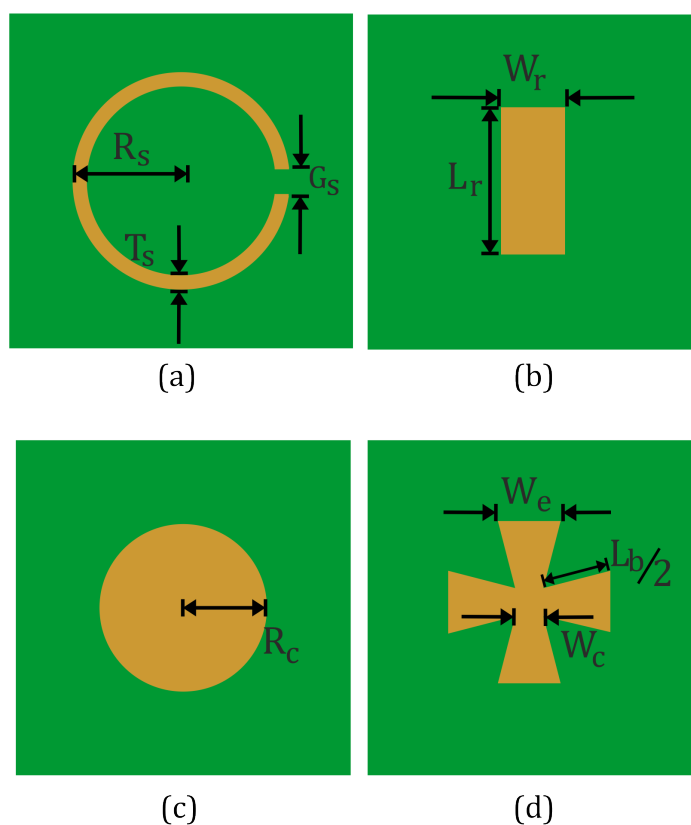 R_s
G_s
T_s
(a)
W_r
L_r
(b)
R_c
(c)
W_e
L_b/2
W_c
(d)